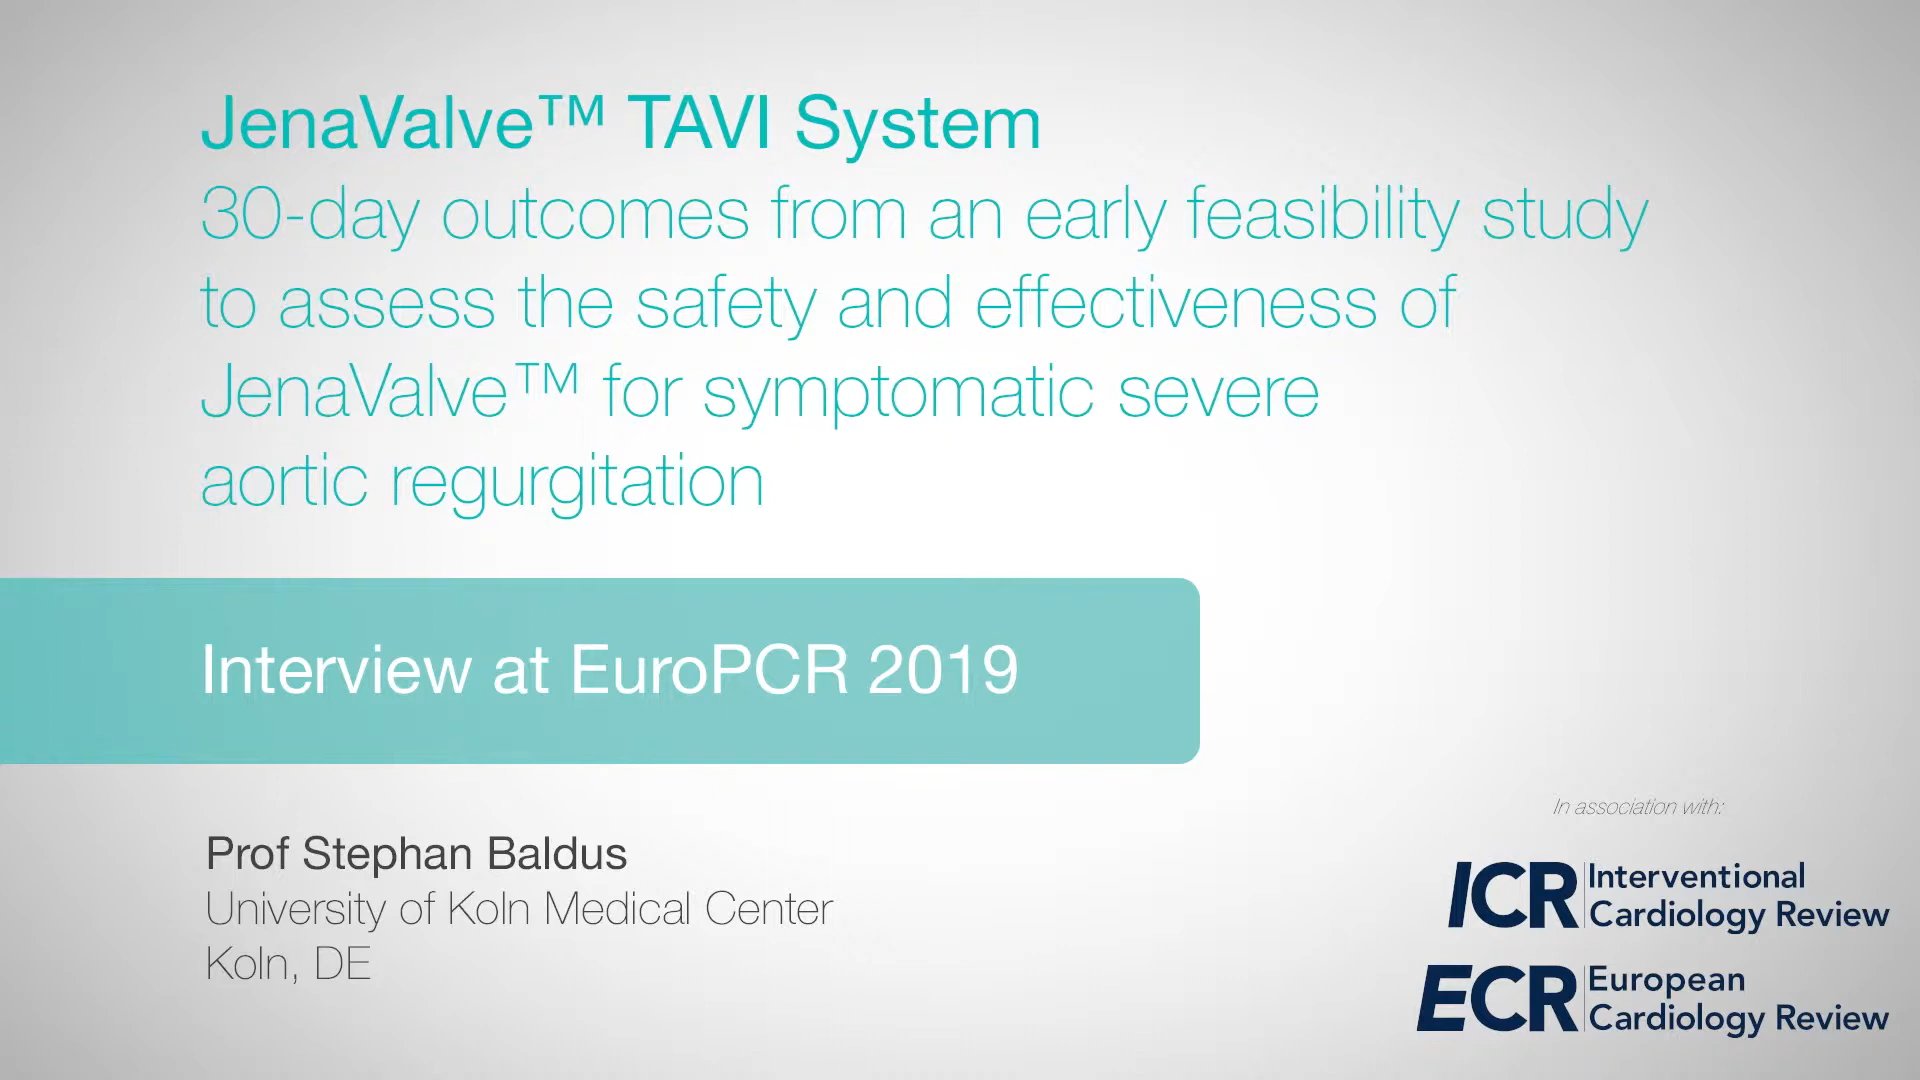 JenaValve™ TAVI System
30-day outcomes from an early feasibility study
to assess the safety and effectiveness of
JenaValve™ for symptomatic severe
aortic regurgitation
Interview at EuroPCR 2019
Prof Stephan Baldus
University of Koln Medical Center
Koln, DE
In association with:
ICR Interventional
Cardiology Review
ECR European
Cardiology Review